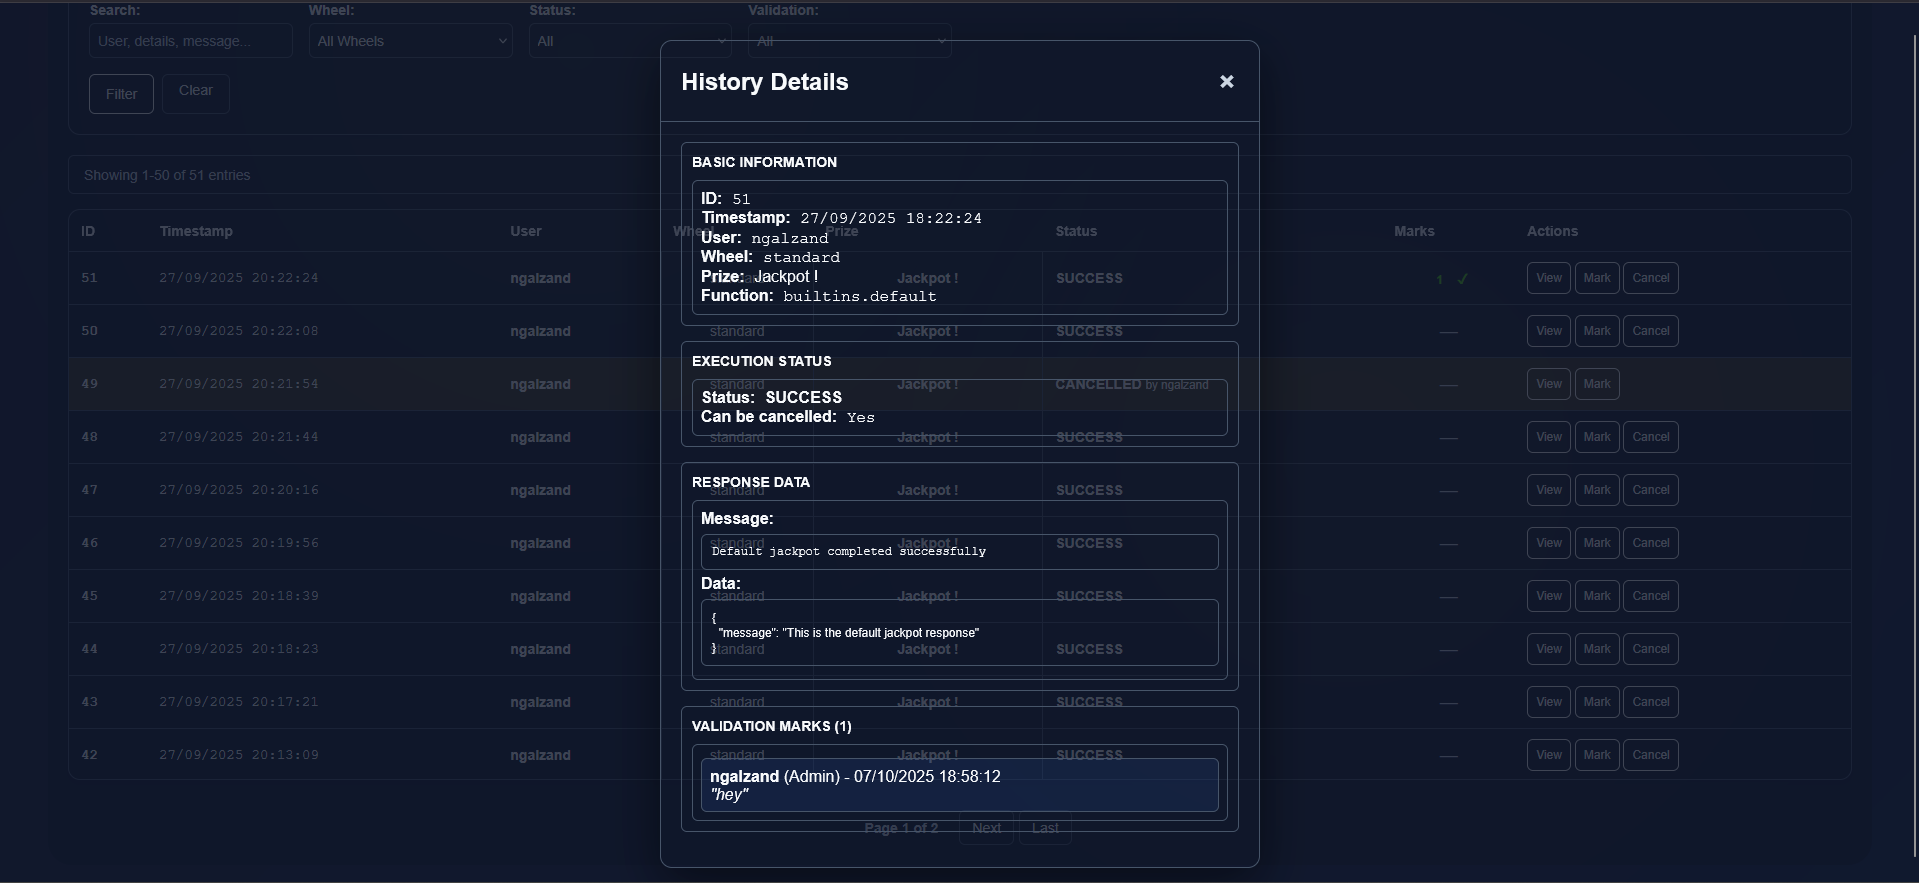 Search:
Wheel:
Status:
Validation:
User, details, message...
All Wheels
All
All
Filter
Clear
Showing 1-50 of 51 entries
ID Timestamp User Wheel Prize Status Marks Actions
51 27/09/2025 20:22:24 ngalzand Jackpot ! SUCCESS 1 ✓ View Mark Cancel
50 27/09/2025 20:22:08 ngalzand standard Jackpot ! SUCCESS — View Mark Cancel
49 27/09/2025 20:21:54 ngalzand standard Jackpot ! CANCELLED by ngalzand — View Mark
48 27/09/2025 20:21:44 ngalzand standard Jackpot ! SUCCESS — View Mark Cancel
47 27/09/2025 20:20:16 ngalzand standard Jackpot ! SUCCESS — View Mark Cancel
46 27/09/2025 20:19:56 ngalzand standard Jackpot ! SUCCESS — View Mark Cancel
45 27/09/2025 20:18:39 ngalzand standard Jackpot ! SUCCESS — View Mark Cancel
44 27/09/2025 20:18:23 ngalzand standard Jackpot ! SUCCESS — View Mark Cancel
43 27/09/2025 20:17:21 ngalzand standard Jackpot ! SUCCESS — View Mark Cancel
42 27/09/2025 20:13:09 ngalzand standard Jackpot ! SUCCESS — View Mark Cancel
Page 1 of 2 Next Last
History Details ×
BASIC INFORMATION
ID: 51
Timestamp: 27/09/2025 18:22:24
User: ngalzand
Wheel: standard
Prize: Jackpot !
Function: builtins.default
EXECUTION STATUS
Status: SUCCESS
Can be cancelled: Yes
RESPONSE DATA
Message:
Default jackpot completed successfully
Data:
{
"message": "This is the default jackpot response"
}
VALIDATION MARKS (1)
ngalzand (Admin) - 07/10/2025 18:58:12
"hey"